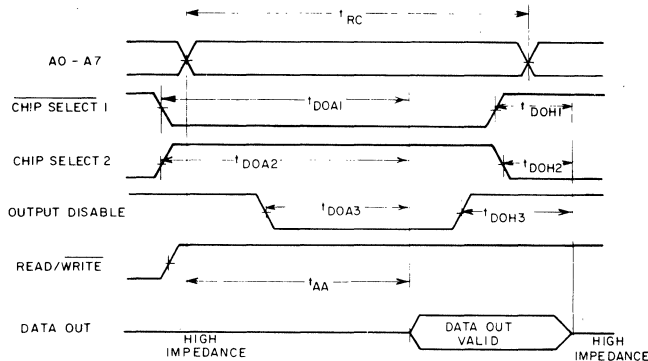 tRC
A0 - A7
CHIP SELECT 1
tDOA1
tDOH1
CHIP SELECT 2
tDOA2
tDOH2
OUTPUT DISABLE
tDOA3
tDOH3
READ/WRITE
tAA
DATA OUT
HIGH
IMPEDANCE
DATA OUT
VALID
HIGH
IMPEDANCE